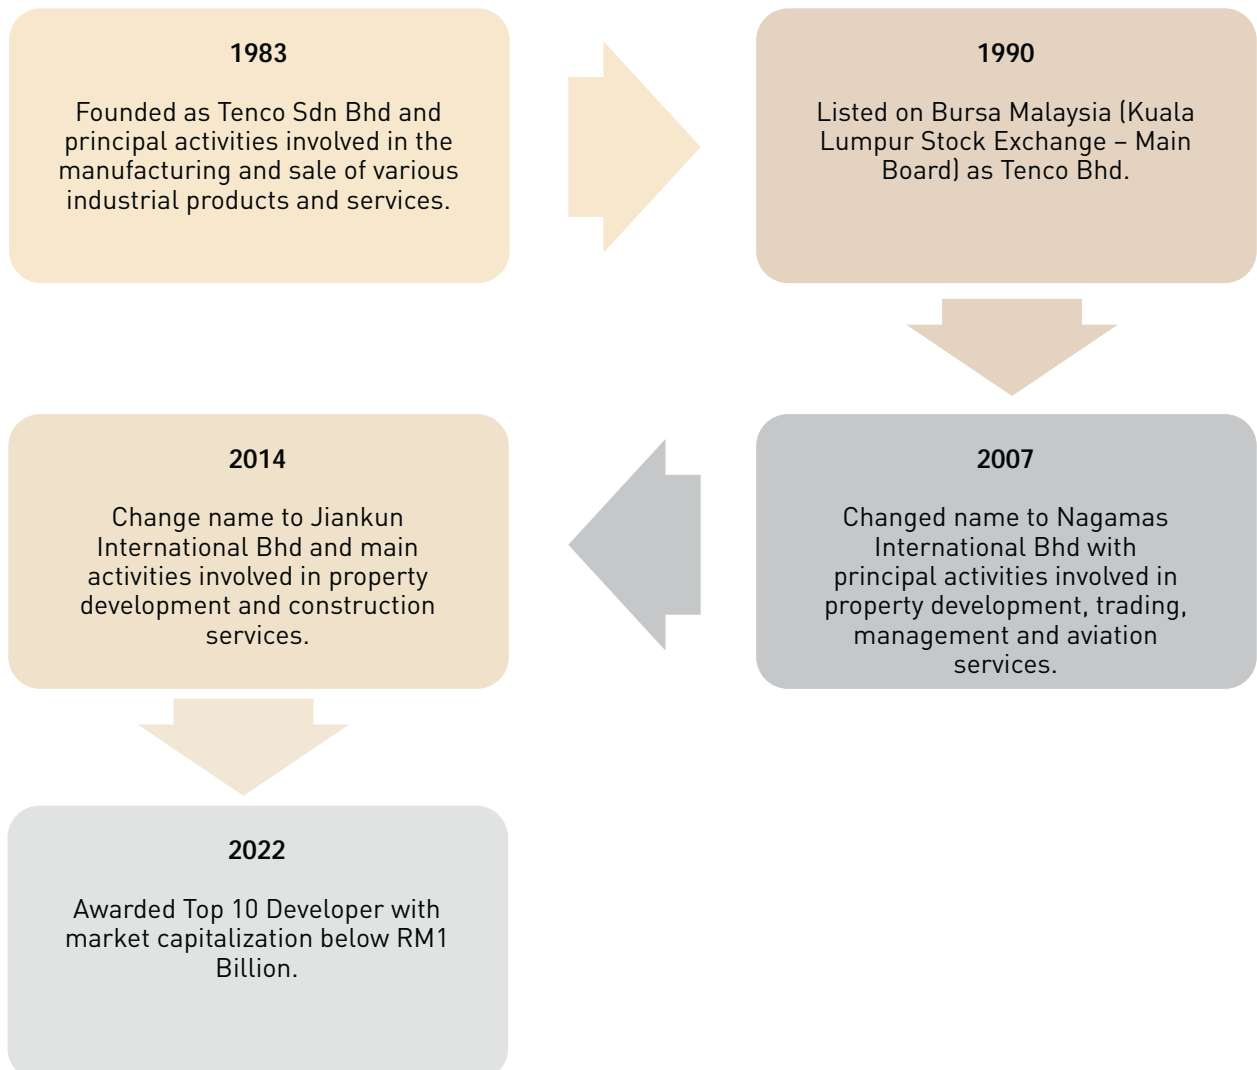 1983
Founded as Tenco Sdn Bhd and
principal activities involved in the
manufacturing and sale of various
industrial products and services.
1990
Listed on Bursa Malaysia (Kuala
Lumpur Stock Exchange – Main
Board) as Tenco Bhd.
2007
Changed name to Nagamas
International Bhd with
principal activities involved in
property development, trading,
management and aviation
services.
2014
Change name to Jiankun
International Bhd and main
activities involved in property
development and construction
services.
2022
Awarded Top 10 Developer with
market capitalization below RM1
Billion.